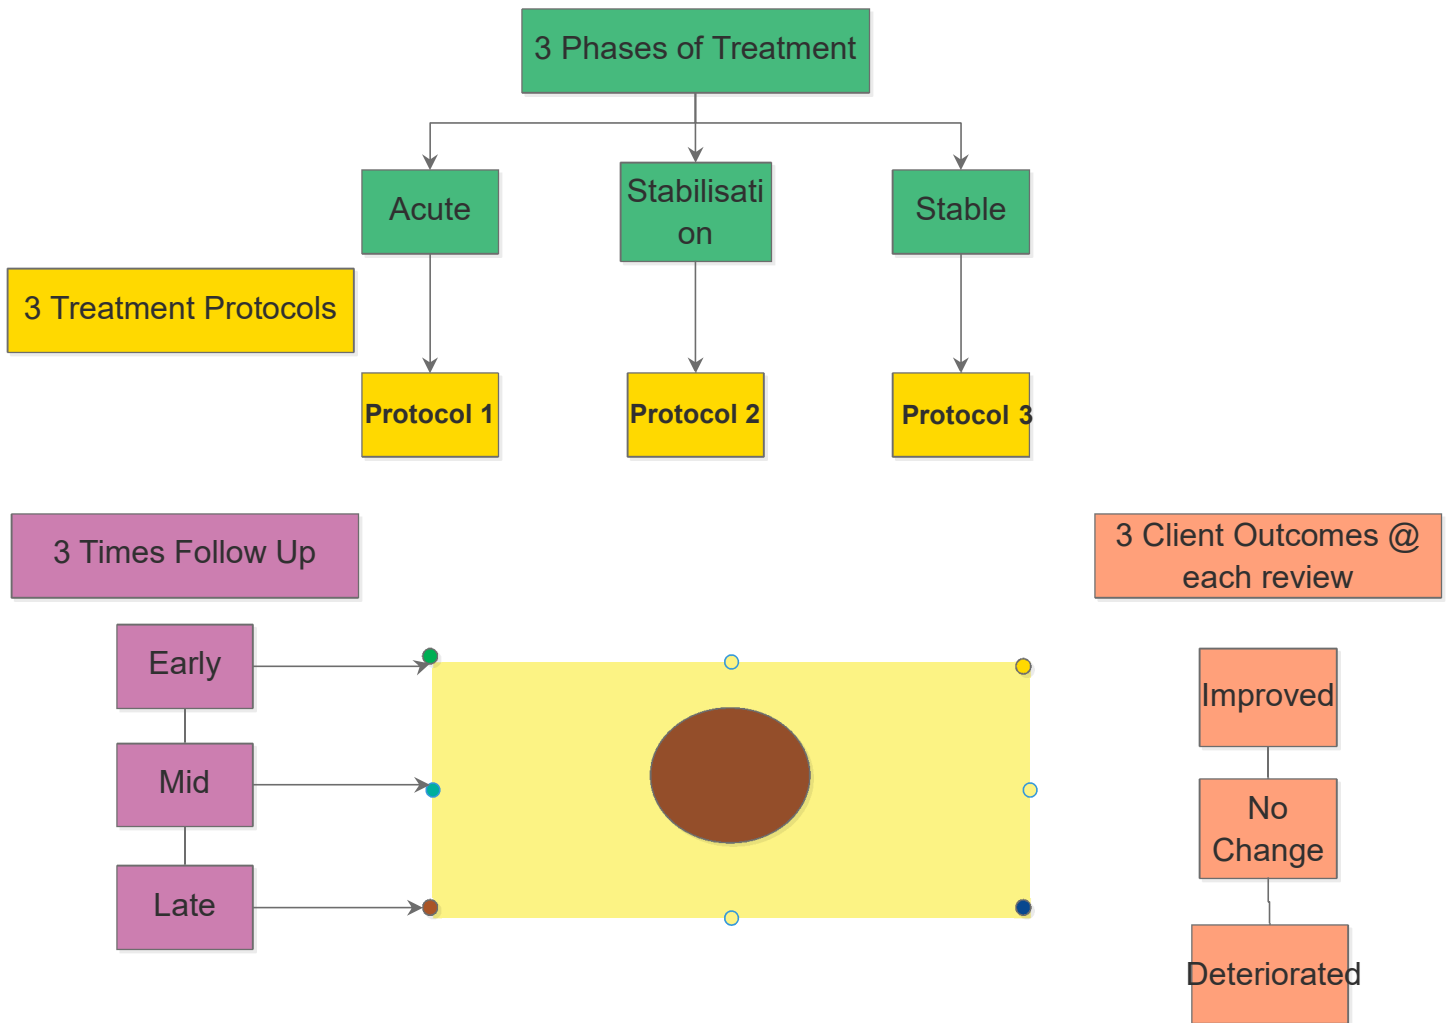 3 Phases of Treatment
Acute
Stabilisati
on
Stable
3 Treatment Protocols
Protocol 1
Protocol 2
Protocol 3
3 Times Follow Up
3 Client Outcomes @
each review
Early
Mid
Late
Improved
No
Change
Deteriorated